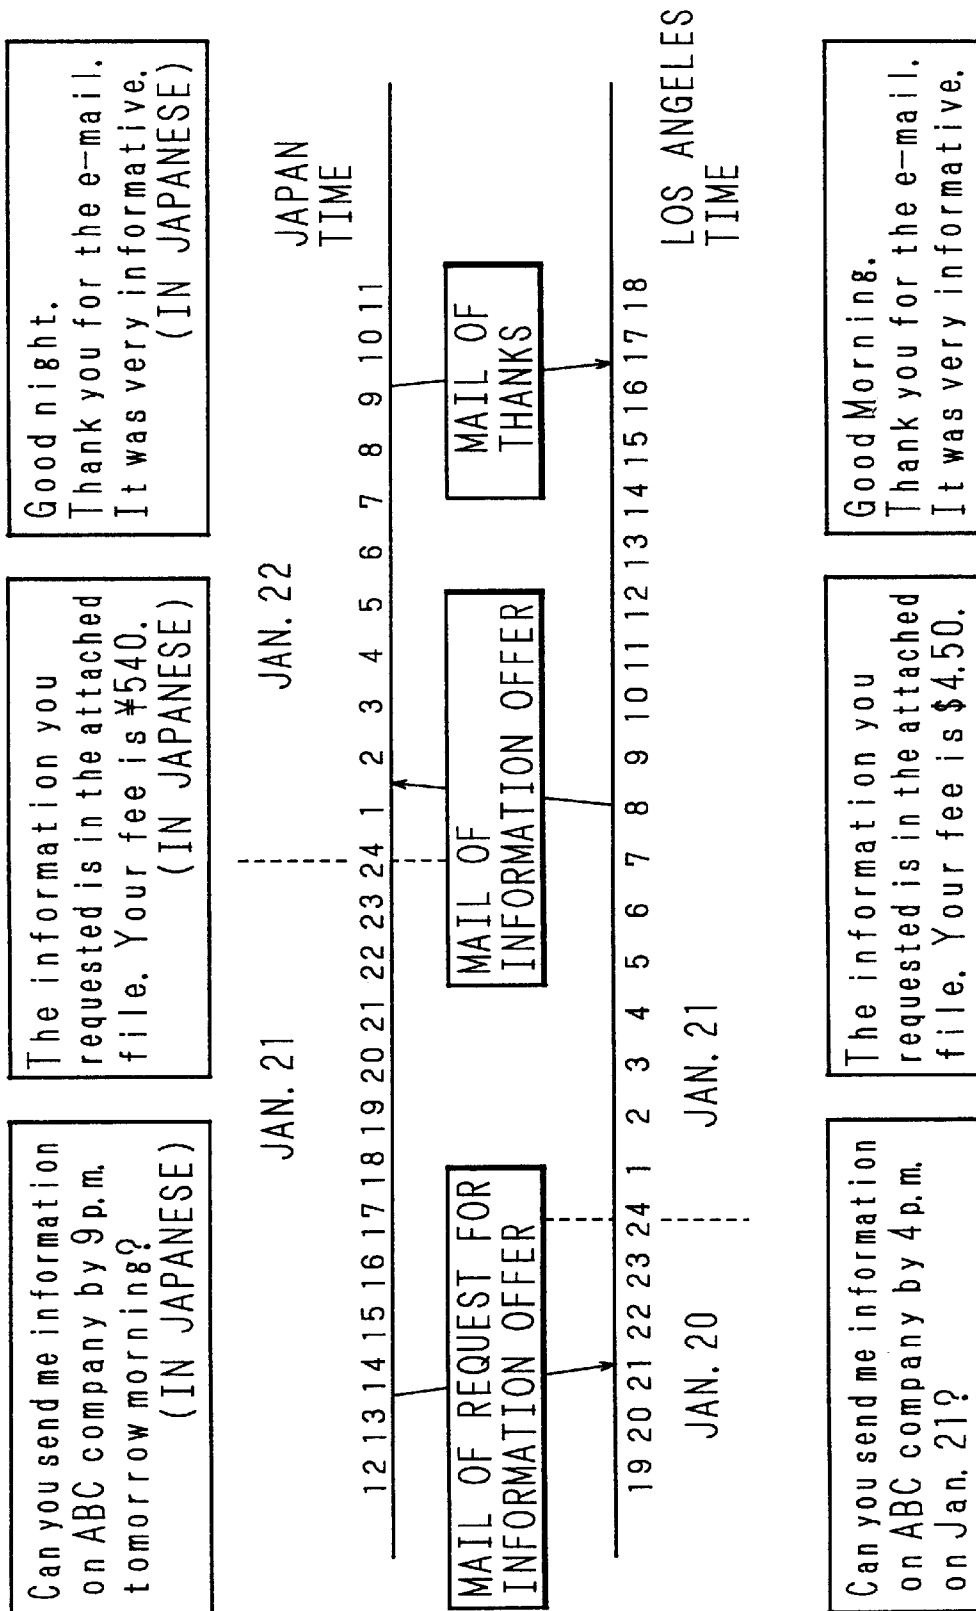 Can you send me information
on ABC company by 9 p.m.
tomorrow morning?
(IN JAPANESE)
The information you
requested is in the attached
file. Your fee is ¥540.
(IN JAPANESE)
Good night.
Thank you for the e-mail.
It was very informative.
(IN JAPANESE)
JAN. 21
JAN. 22
JAPAN
TIME
12 13 14 15 16 17 18 19 20 21 22 23 24 1 2 3 4 5 6 7 8 9 10 11
MAIL OF REQUEST FOR
INFORMATION OFFER
MAIL OF
INFORMATION OFFER
MAIL OF
THANKS
19 20 21 22 23 24 1 2 3 4 5 6 7 8 9 10 11 12 13 14 15 16 17 18
JAN. 20
JAN. 21
LOS ANGELES
TIME
Can you send me information
on ABC company by 4 p.m.
on Jan. 21?
The information you
requested is in the attached
file. Your fee is $4.50.
Good Morning.
Thank you for the e-mail.
It was very informative.